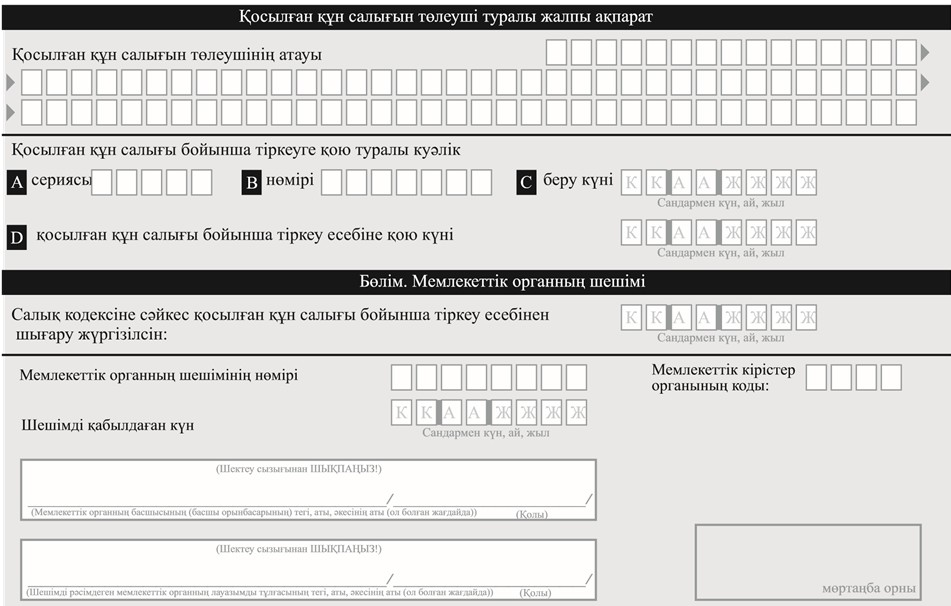 Қосылған құн салығын төлеуші туралы жалпы ақпарат
Қосылған құн салығын төлеушінің атауы
Қосылған құн салығы бойынша тіркеуге қою туралы куәлік
A сериясы B нөмірі C беру күні К К А А Ж Ж Ж Ж
Сандармен күн, ай, жыл
D қосылған құн салығы бойынша тіркеу есебіне қою күні К К А А Ж Ж Ж Ж
Сандармен күн, ай, жыл
Бөлім. Мемлекеттік органның шешімі
Салық кодексіне сәйкес қосылған құн салығы бойынша тіркеу есебінен К К А А Ж Ж Ж Ж
шығару жүргізілсін: Сандармен күн, ай, жыл
Мемлекеттік органның шешімінің нөмірі Мемлекеттік кірістер
органының коды:
Шешімді қабылдаған күн К К А А Ж Ж Ж Ж
Сандармен күн, ай, жыл
(Шектеу сызығынан ШЫҚПАҢЫЗ!)
/ /
(Мемлекеттік органның басшысының (басшы орынбасарының) тегі, аты, әкесінің аты (ол болған жағдайда)) (Қолы)
(Шектеу сызығынан ШЫҚПАҢЫЗ!)
/ /
(Шешімді рәсімдеген мемлекеттік органның лауазымды тұлғасының тегі, аты, әкесінің аты (ол болған жағдайда)) (Қолы)
мөртаңба орны